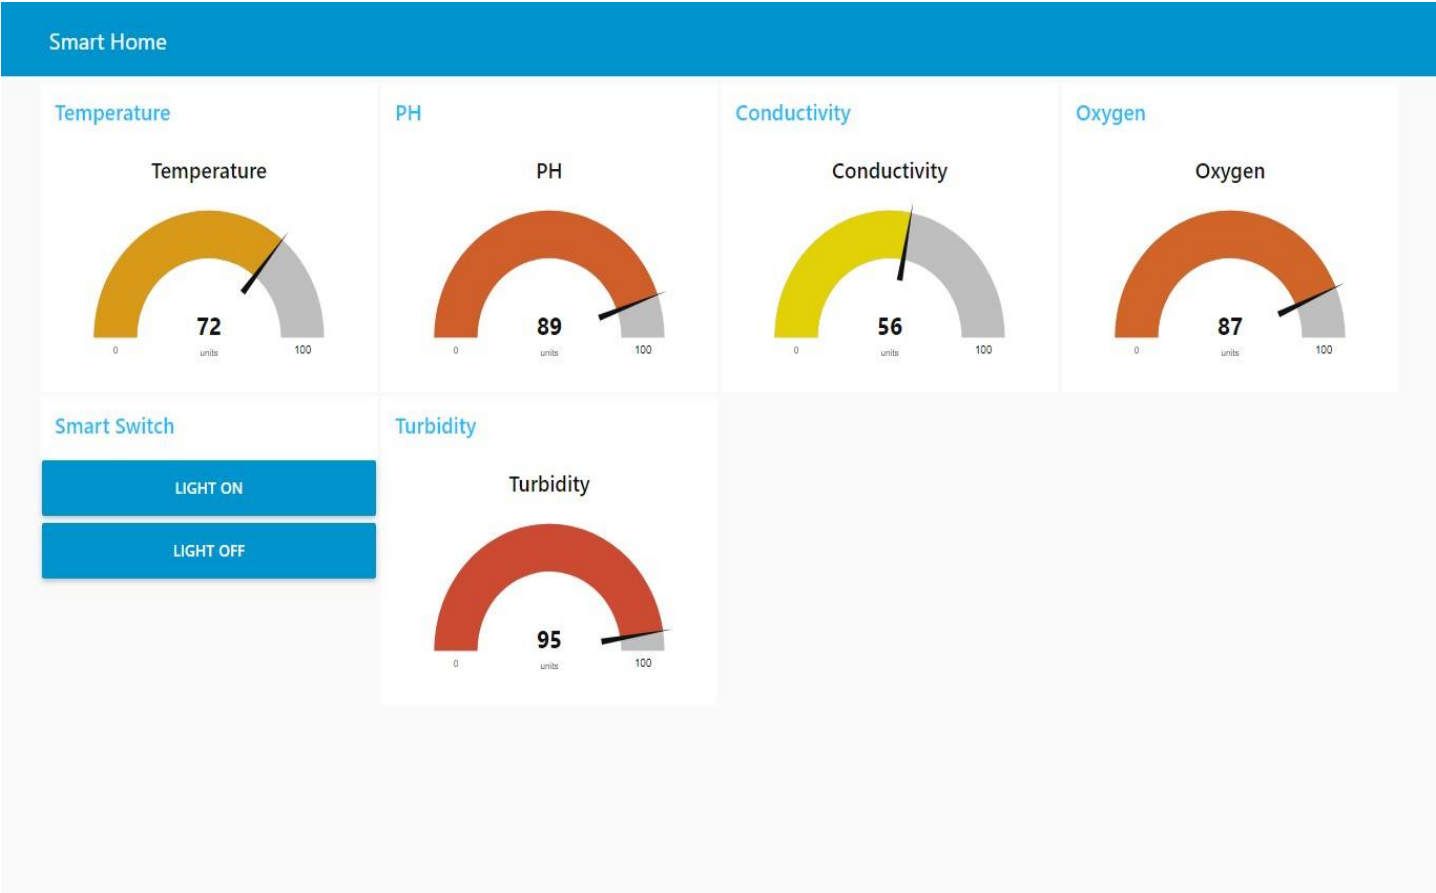 Smart Home
Temperature
Temperature
72
units
0
100
PH
PH
89
units
0
100
Conductivity
Conductivity
56
units
0
100
Oxygen
Oxygen
87
units
0
100
Smart Switch
LIGHT ON
LIGHT OFF
Turbidity
Turbidity
95
units
0
100